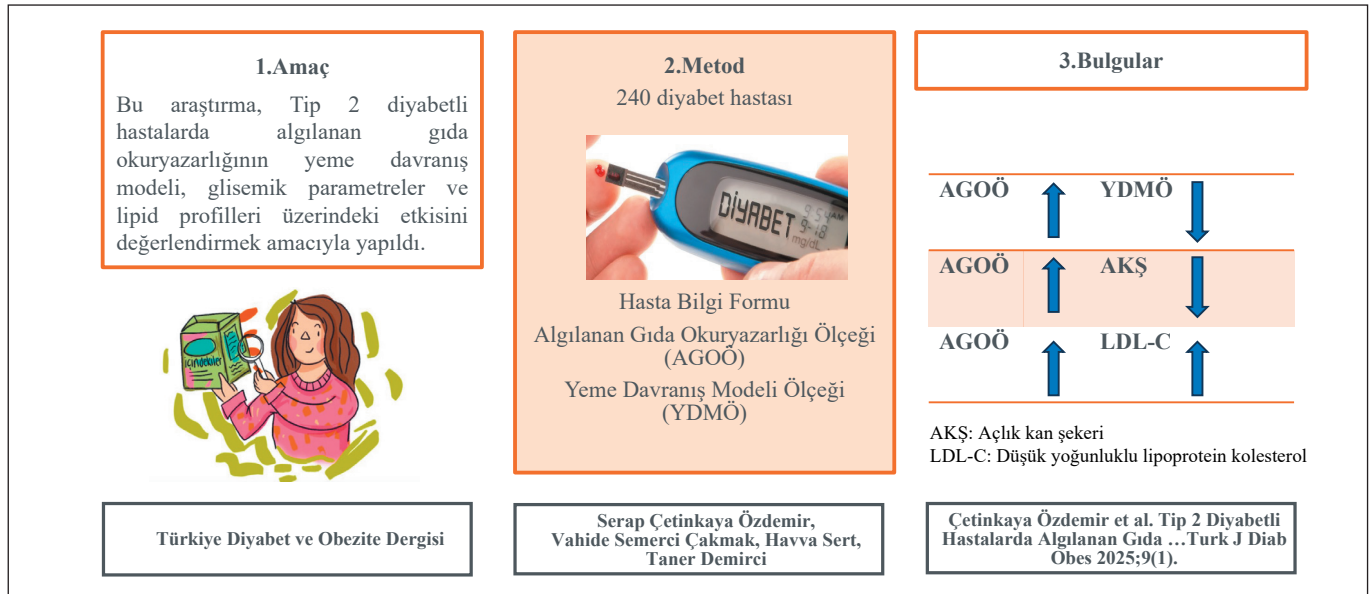 1.Amaç
Bu araştırma, Tip 2 diyabetli
hastalarda algılanan gıda
okuryazarlığının yeme davranış
modeli, glisemik parametreler ve
lipid profilleri üzerindeki etkisini
değerlendirmek amacıyla yapıldı.
içindekiler
Türkiye Diyabet ve Obezite Dergisi
2.Metod
240 diyabet hastası
DİYABET
mg/dL
Hasta Bilgi Formu
Algılanan Gıda Okuryazarlığı Ölçeği
(AGOÖ)
Yeme Davranış Modeli Ölçeği
(YDMÖ)
Serap Çetinkaya Özdemir,
Vahide Semerci Çakmak, Havva Sert,
Taner Demirci
3.Bulgular
AGOÖ YDMÖ
AGOÖ AKŞ
AGOÖ LDL-C
AKŞ: Açlık kan şekeri
LDL-C: Düşük yoğunluklu lipoprotein kolesterol
Çetinkaya Özdemir et al. Tip 2 Diyabetli
Hastalarda Algılanan Gıda …Turk J Diab
Obes 2025;9(1).